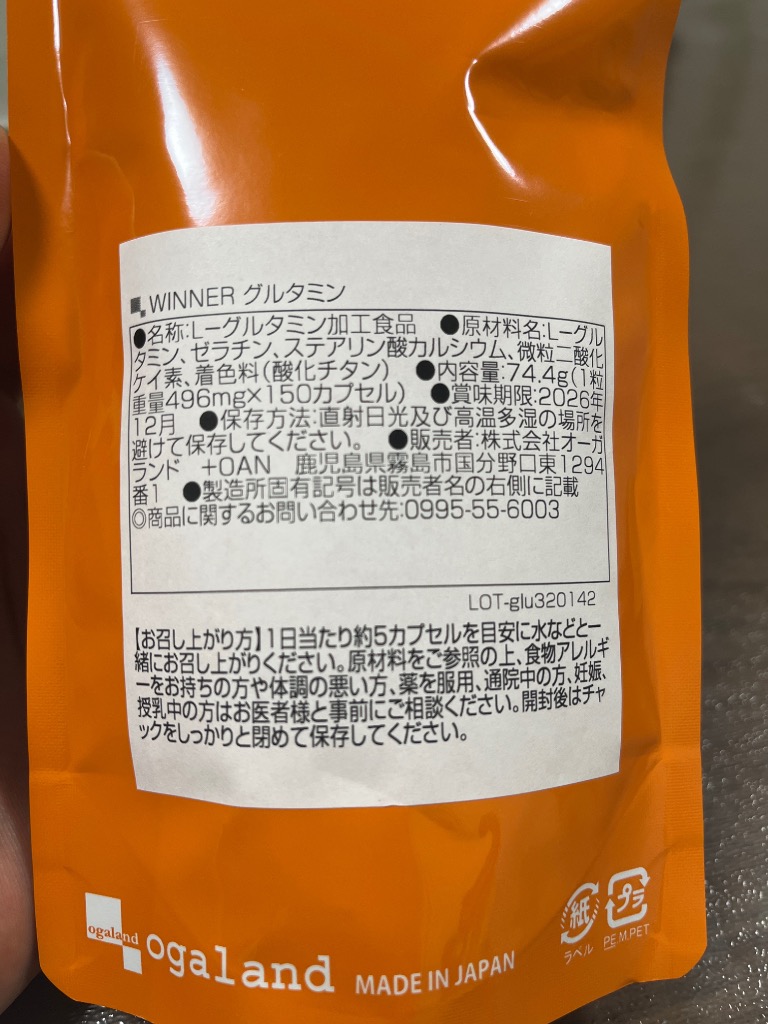 WINNER グルタミン
●名称:L-グルタミン加工食品 ●原材料名:L-グル
タミン、ゼラチン、ステアリン酸カルシウム、微粒二酸化
ケイ素、着色料(酸化チタン) ●内容量:74.4g(1粒
重量496mg×150カプセル) ●賞味期限:2026年
12月 ●保存方法:直射日光及び高温多湿の場所を
避けて保存してください。 ●販売者:株式会社オーガ
ランド +OAN 鹿児島県霧島市国分野口東1294
番1 ●製造所固有記号は販売者名の右側に記載
◎商品に関するお問い合わせ先:0995-55-6003
LOT-glu320142
【お召し上がり方】1日当たり約5カプセルを目安に水などと一
緒にお召し上がりください。原材料をご参照の上、食物アレルギ
ーをお持ちの方や体調の悪い方、薬を服用、通院中の方、妊娠、
授乳中の方はお医者様と事前にご相談ください。開封後はチャ
ックをしっかりと閉めて保存してください。
ogaland
ogaland MADE IN JAPAN
紙 プラ
ラベル PE M,PET